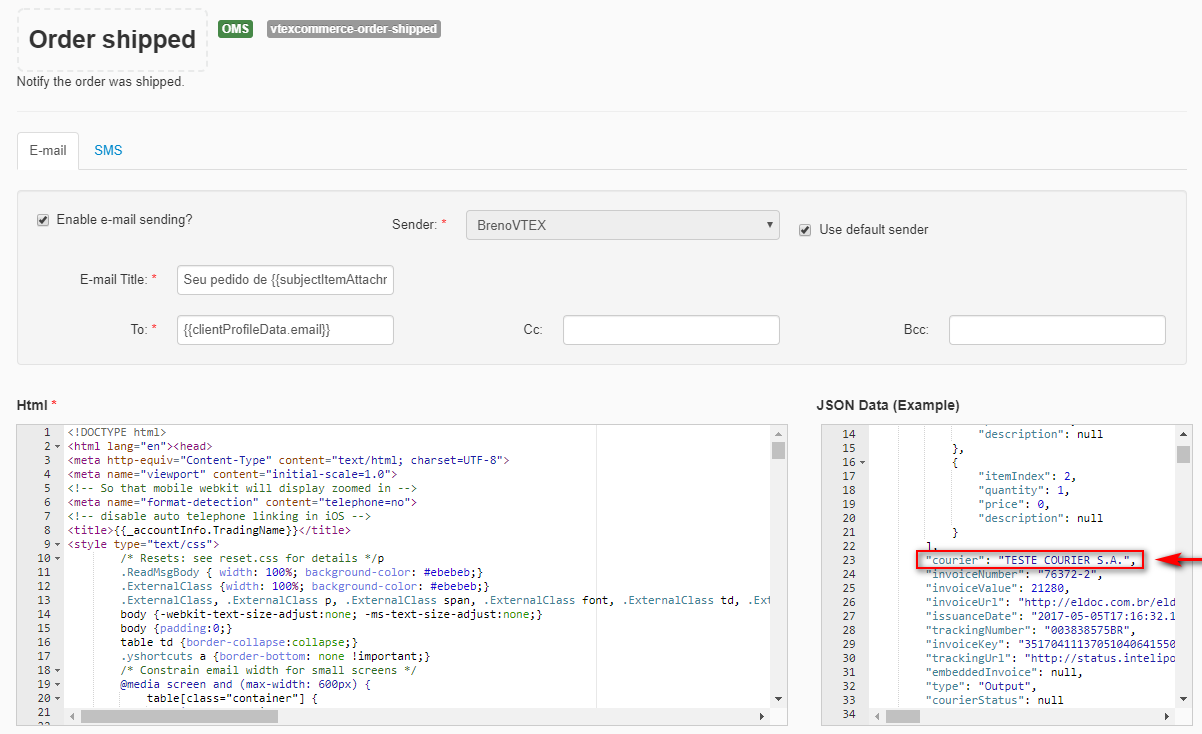 Order shipped OMS vtexcommerce-order-shipped
Notify the order was shipped.
E-mail SMS
Enable e-mail sending? Sender: * BrenoVTEX Use default sender
E-mail Title: * Seu pedido de {{subjectItemAttachr
To: * {{clientProfileData.email}} Cc: Bcc:
Html *
1 <!DOCTYPE html>
2 <html lang="en"><head>
3 <meta http-equiv="Content-Type" content="text/html; charset=UTF-8">
4 <meta name="viewport" content="initial-scale=1.0">
5 <!-- So that mobile webkit will display zoomed in -->
6 <meta name="format-detection" content="telephone=no">
7 <!-- disable auto telephone linking in iOS -->
8 <title>{{_accountInfo.TradingName}}</title>
9 <style type="text/css">
10 /* Resets: see reset.css for details */p
11 .ReadMsgBody { width: 100%; background-color: #ebebeb;}
12 .ExternalClass {width: 100%; background-color: #ebebeb;}
13 .ExternalClass, .ExternalClass p, .ExternalClass span, .ExternalClass font, .ExternalClass td, .Ext
14 body {-webkit-text-size-adjust:none; -ms-text-size-adjust:none;}
15 body {padding:0;}
16 table td {border-collapse:collapse;}
17 .yshortcuts a {border-bottom: none !important;}
18 /* Constrain email width for small screens */
19 @media screen and (max-width: 600px) {
20 table[class="container"] {
21
JSON Data (Example)
14 "description": null
15 },
16 {
17 "itemIndex": 2,
18 "quantity": 1,
19 "price": 0,
20 "description": null
21 }
22 ],
23 "courier": "TESTE COURIER S.A.",
24 "invoiceNumber": "76372-2",
25 "invoiceValue": 21280,
26 "invoiceUrl": "http://eldoc.com.br/eld
27 "issuanceDate": "2017-05-05T17:16:32.1
28 "trackingNumber": "003838575BR",
29 "invoiceKey": "35170411137051040641550
30 "trackingUrl": "http://status.intelipo
31 "embeddedInvoice": null,
32 "type": "Output",
33 "courierStatus": null
34